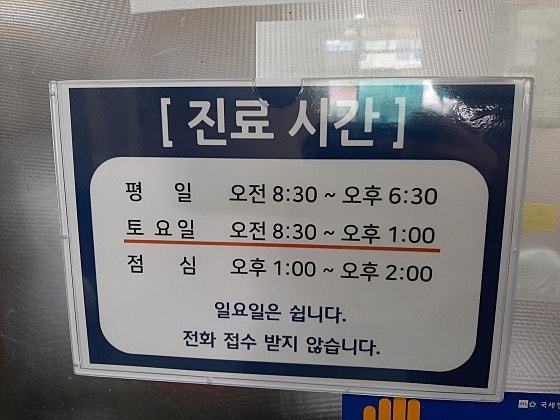 [ 진료 시간 ]
평 일 오전 8:30 ~ 오후 6:30
토요일 오전 8:30 ~ 오후 1:00
점 심 오후 1:00 ~ 오후 2:00
일요일은 쉽니다.
전화 접수 받지 않습니다.